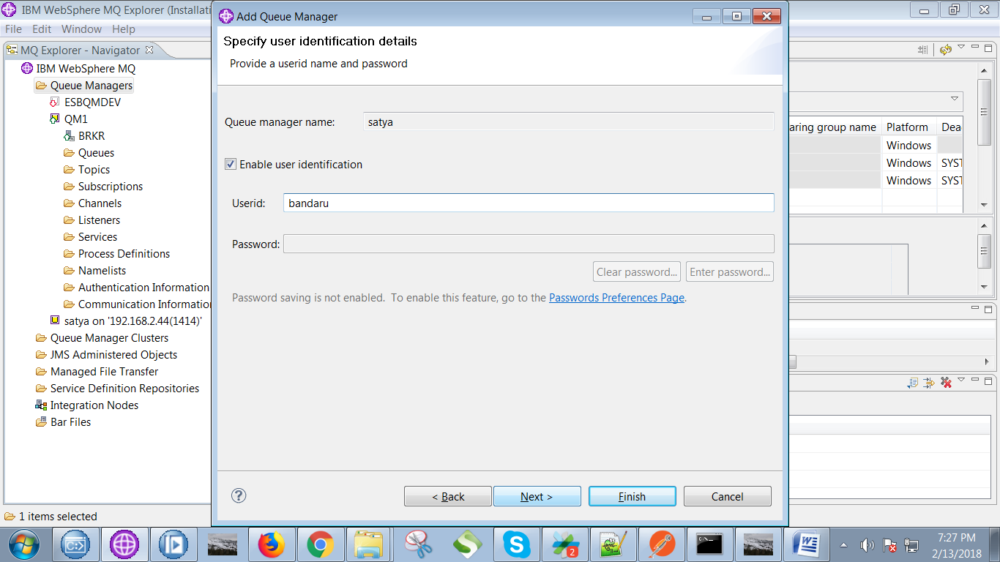 IBM WebSphere MQ Explorer (Installati
File Edit Window Help
MQ Explorer - Navigator
IBM WebSphere MQ
Queue Managers
ESBQMDEV
QM1
BRKR
Queues
Topics
Subscriptions
Channels
Listeners
Services
Process Definitions
Namelists
Authentication Information
Communication Informatio
satya on '192.168.2.44(1414)'
Queue Manager Clusters
JMS Administered Objects
Managed File Transfer
Service Definition Repositories
Integration Nodes
Bar Files
1 items selected
Add Queue Manager
Specify user identification details
Provide a userid name and password
Queue manager name: satya
Enable user identification
Userid: bandaru
Password:
Clear password... Enter password...
Password saving is not enabled. To enable this feature, go to the Passwords Preferences Page.
< Back Next > Finish Cancel
aring group name Platform Dea
Windows
Windows SYST
Windows SYST
2
7:27 PM
2/13/2018